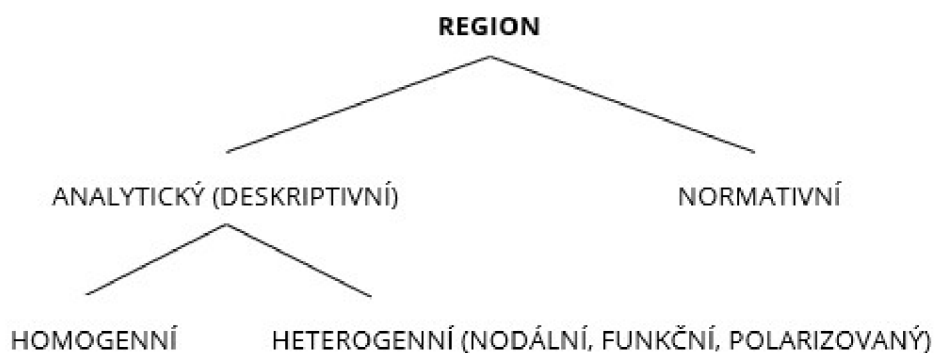 REGION
ANALYTICKÝ (DESKRIPTIVNÍ) NORMATIVNÍ
HOMOGENNÍ HETEROGENNÍ (NODÁLNÍ, FUNKČNÍ, POLARIZOVANÝ)